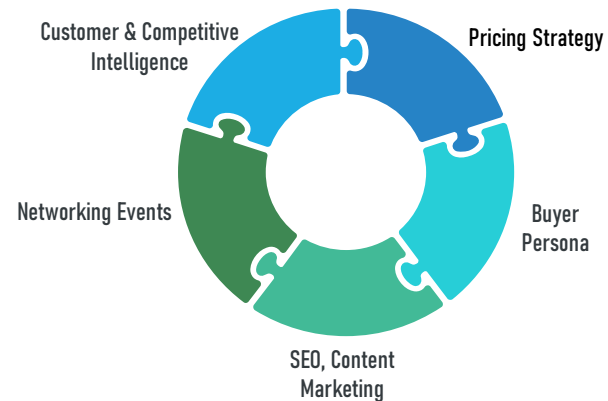 Customer & Competitive
Intelligence
Pricing Strategy
Networking Events
Buyer
Persona
SEO, Content
Marketing